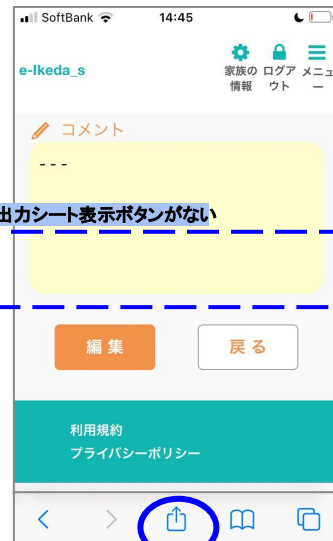 SoftBank 14:45
e-Ikeda_s
家族の情報
ログアウト
メニュー
コメント
---
出力シート表示ボタンがない
編集 戻る
利用規約
プライバシーポリシー